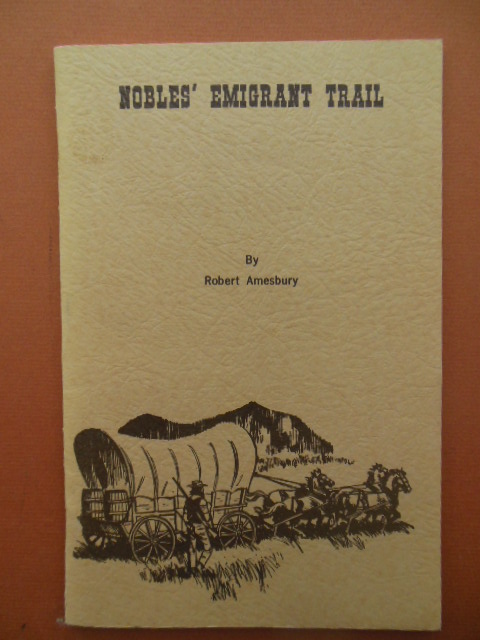 NOBLES' EMIGRANT TRAIL
By
Robert Amesbury